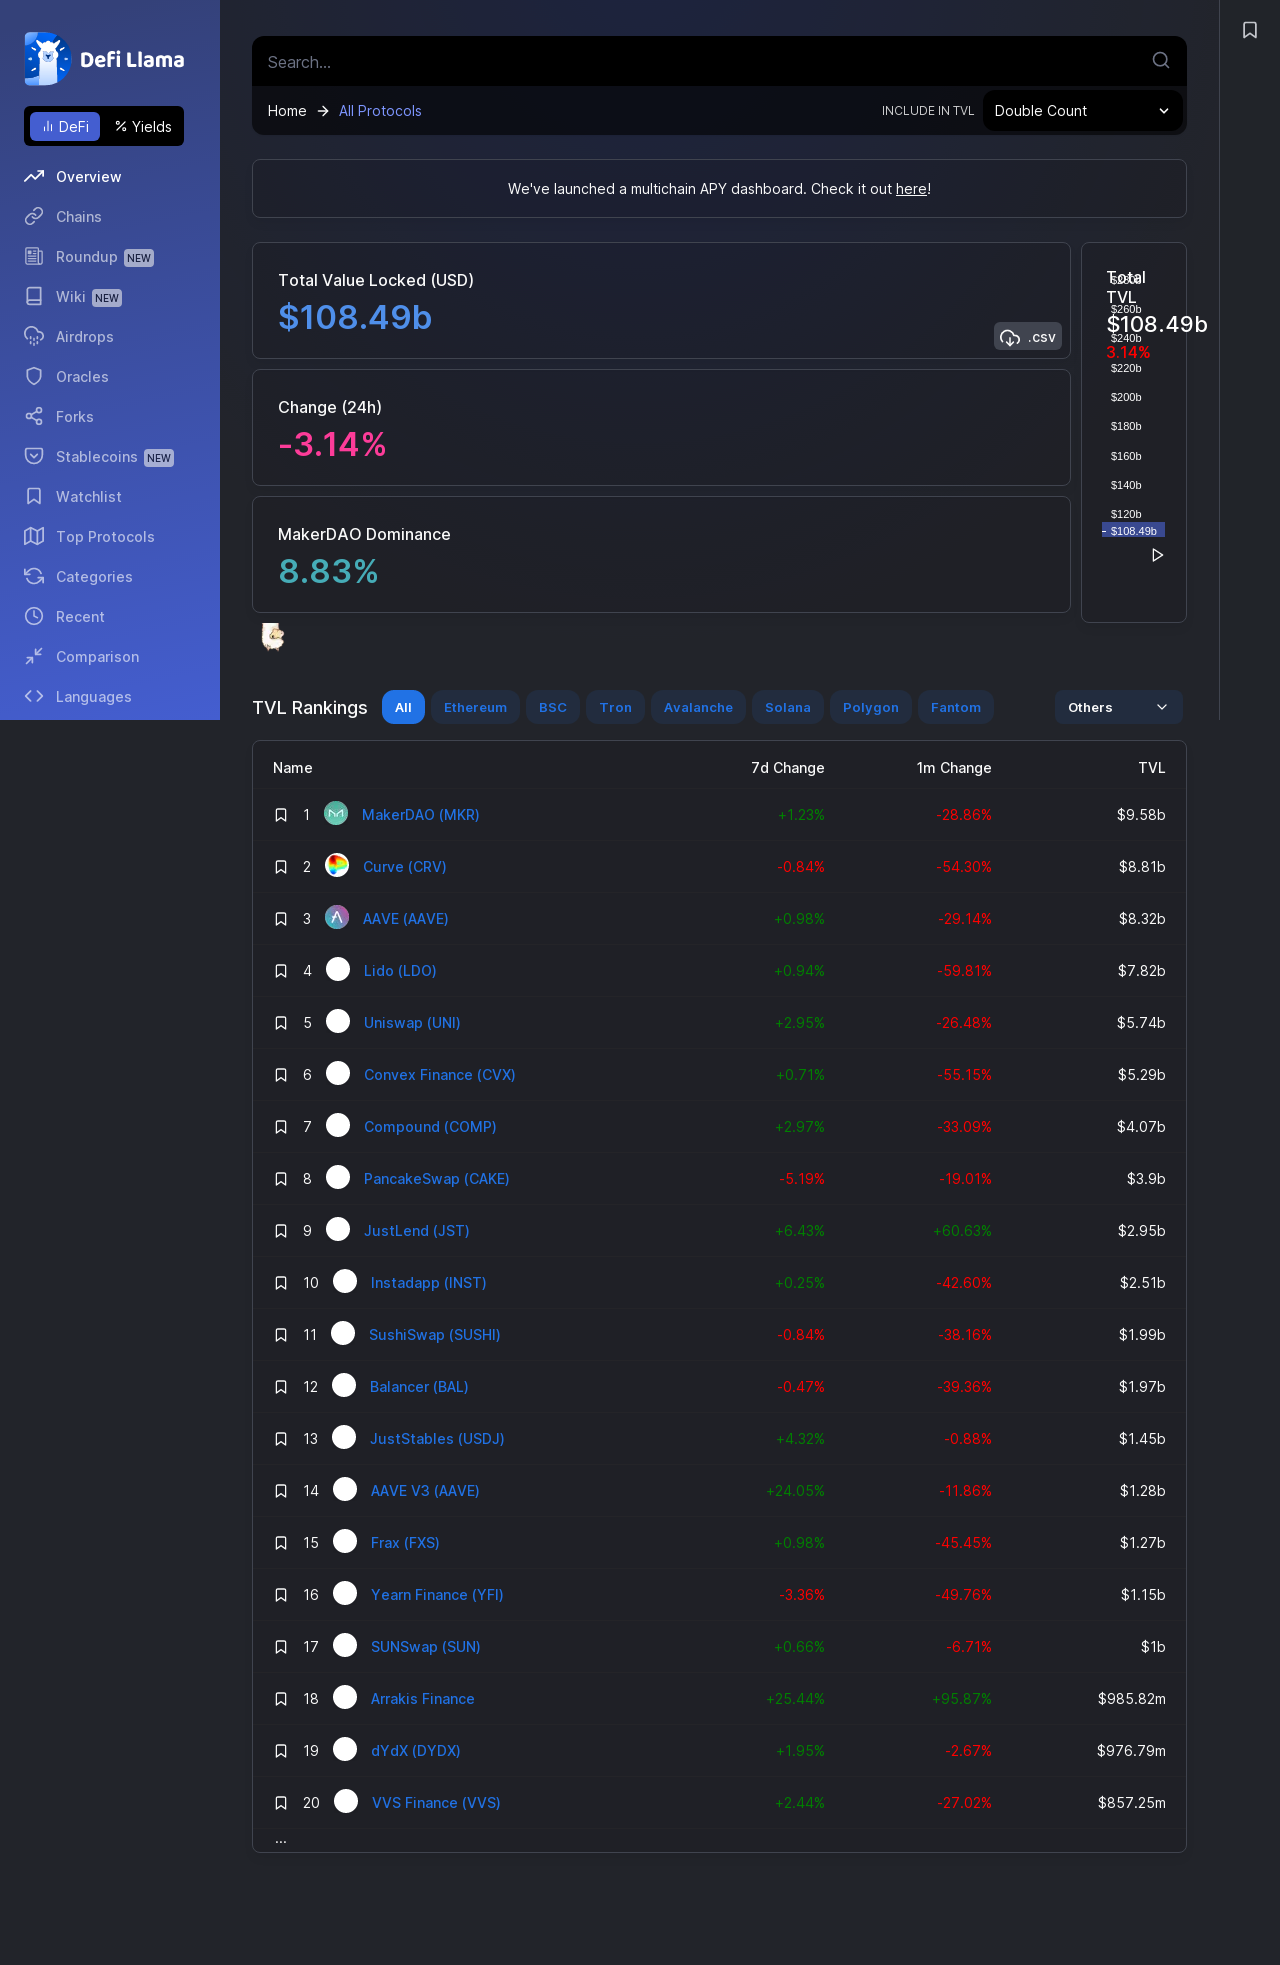 Defi Llama
DeFi
Yields
Overview
Chains
Roundup NEW
Wiki NEW
Airdrops
Oracles
Forks
Stablecoins NEW
Watchlist
Top Protocols
Categories
Recent
Comparison
Languages
Search...
Home → All Protocols
INCLUDE IN TVL
Double Count
We've launched a multichain APY dashboard. Check it out here!
Total Value Locked (USD)
$108.49b
.csv
Change (24h)
-3.14%
MakerDAO Dominance
8.83%
Total
TVL
$108.49b
3.14%
$260b
$240b
$220b
$200b
$180b
$160b
$140b
$120b
$108.49b
TVL Rankings
All Ethereum BSC Tron Avalanche Solana Polygon Fantom
Others
Name 7d Change 1m Change TVL
1 MakerDAO (MKR) +1.23% -28.86% $9.58b
2 Curve (CRV) -0.84% -54.30% $8.81b
3 AAVE (AAVE) +0.98% -29.14% $8.32b
4 Lido (LDO) +0.94% -59.81% $7.82b
5 Uniswap (UNI) +2.95% -26.48% $5.74b
6 Convex Finance (CVX) +0.71% -55.15% $5.29b
7 Compound (COMP) +2.97% -33.09% $4.07b
8 PancakeSwap (CAKE) -5.19% -19.01% $3.9b
9 JustLend (JST) +6.43% +60.63% $2.95b
10 Instadapp (INST) +0.25% -42.60% $2.51b
11 SushiSwap (SUSHI) -0.84% -38.16% $1.99b
12 Balancer (BAL) -0.47% -39.36% $1.97b
13 JustStables (USDJ) +4.32% -0.88% $1.45b
14 AAVE V3 (AAVE) +24.05% -11.86% $1.28b
15 Frax (FXS) +0.98% -45.45% $1.27b
16 Yearn Finance (YFI) -3.36% -49.76% $1.15b
17 SUNSwap (SUN) +0.66% -6.71% $1b
18 Arrakis Finance +25.44% +95.87% $985.82m
19 dYdX (DYDX) +1.95% -2.67% $976.79m
20 VVS Finance (VVS) +2.44% -27.02% $857.25m
...